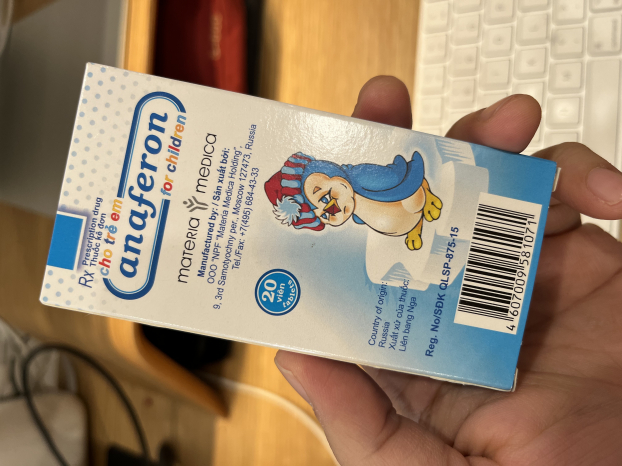 Rx Prescription drug
Thuốc kê đơn
cho trẻ em
anaferon
for children
MATERIA MEDICA
Manufactured by: / Sản xuất bởi:
OOO "NPF "Materia Medica Holding",
9, 3rd Samotyochny per., Moscow 127473, Russia
Tel./Fax: +7(495) 684-43-33
20
viên
tablets
Country of origin:
Russia
Xuất xứ của thuốc:
Liên bang Nga
Reg. No/SĐK QLSP-875-15
4 607009 581071